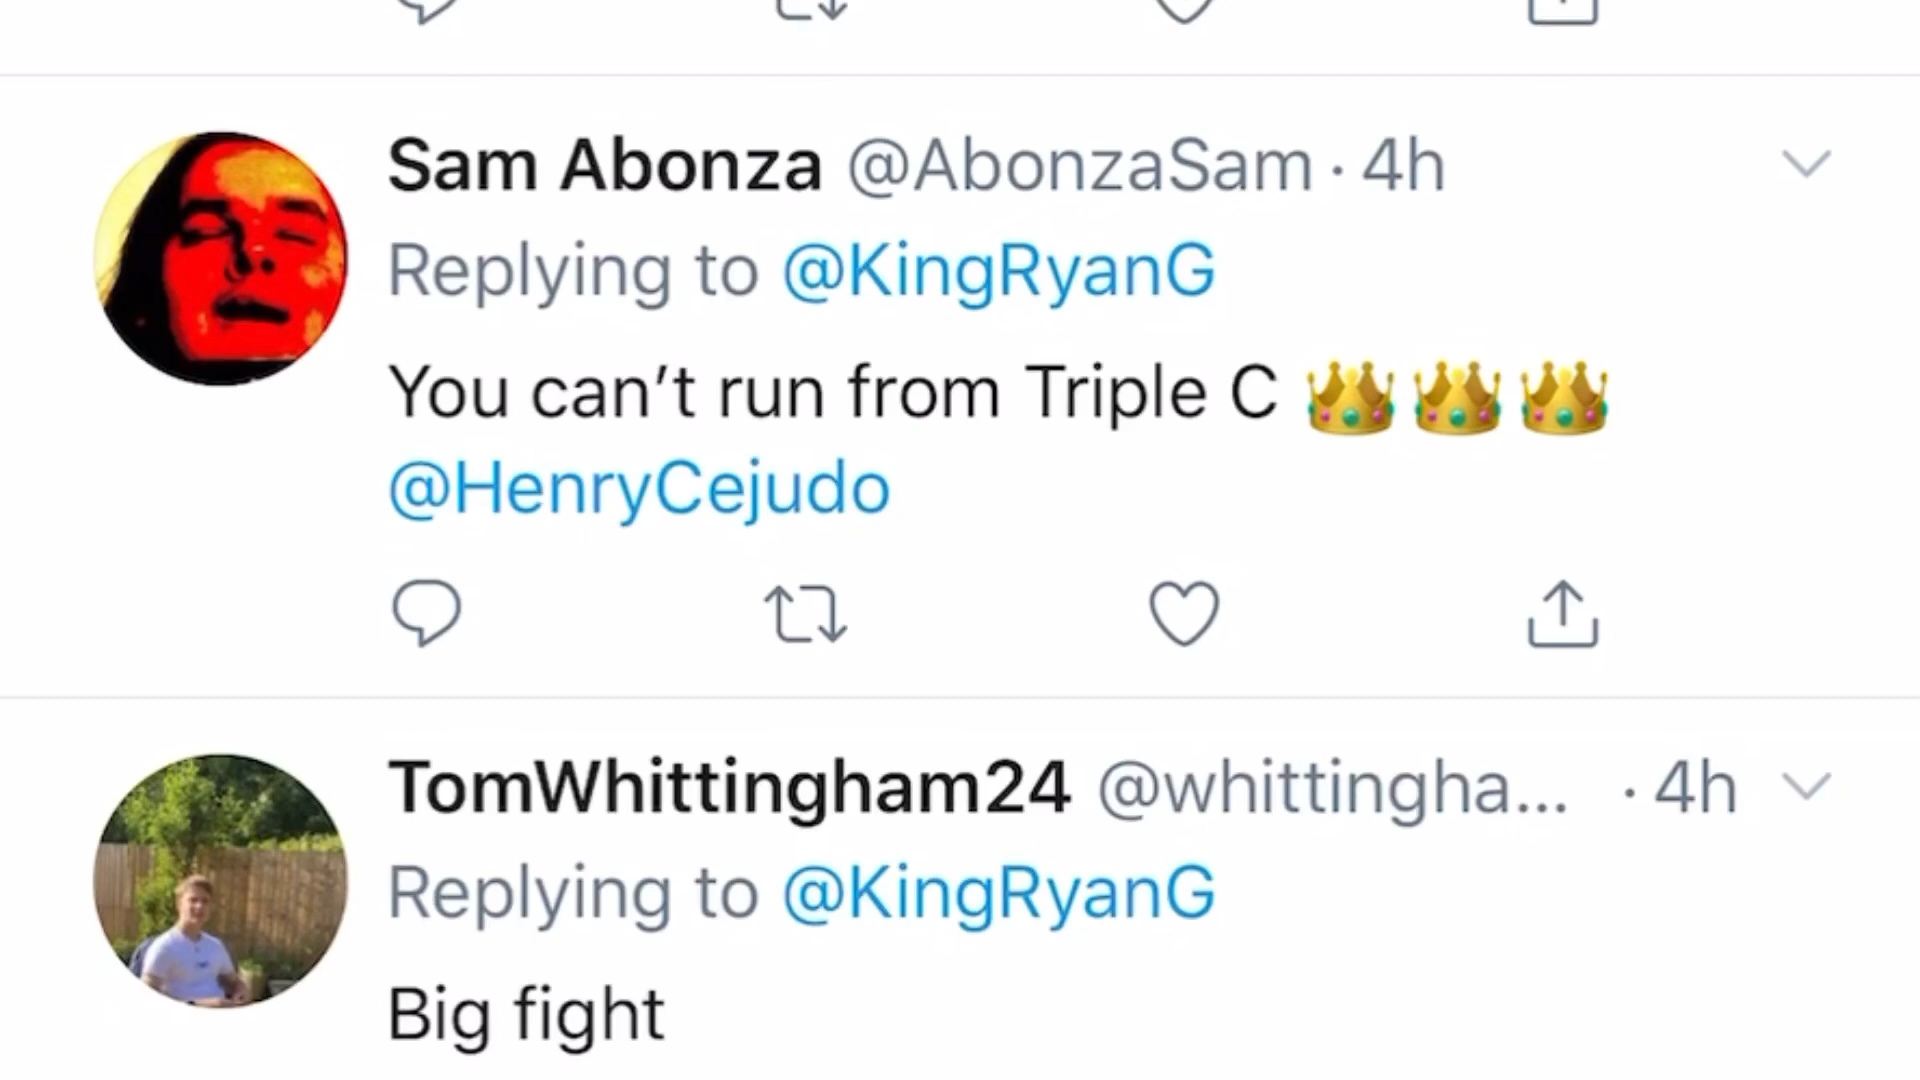 Sam Abonza @AbonzaSam · 4h
Replying to @KingRyanG
You can’t run from Triple C 👑👑👑
@HenryCejudo
TomWhittingham24 @whittingha... · 4h
Replying to @KingRyanG
Big fight